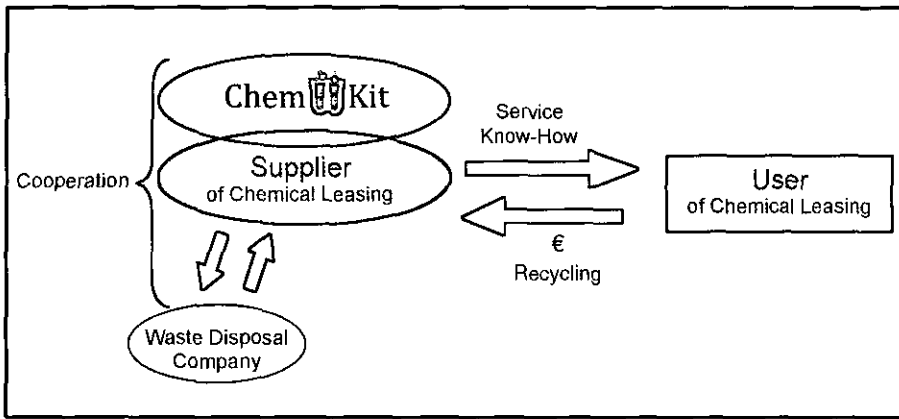 Chem Kit
Service
Know-How
Supplier
of Chemical Leasing
Cooperation
User
of Chemical Leasing
€
Recycling
Waste Disposal
Company